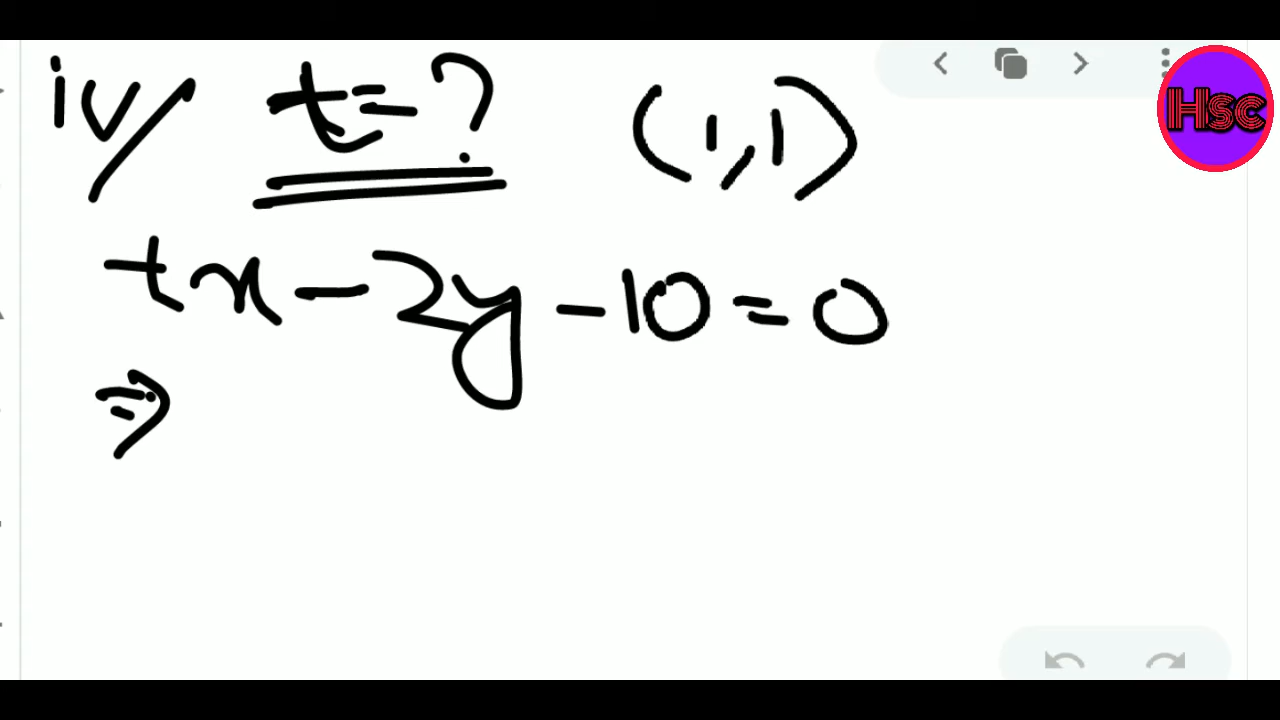 iv/ t=? (1,1)
Hsc
tx-2y-10=0
⇒